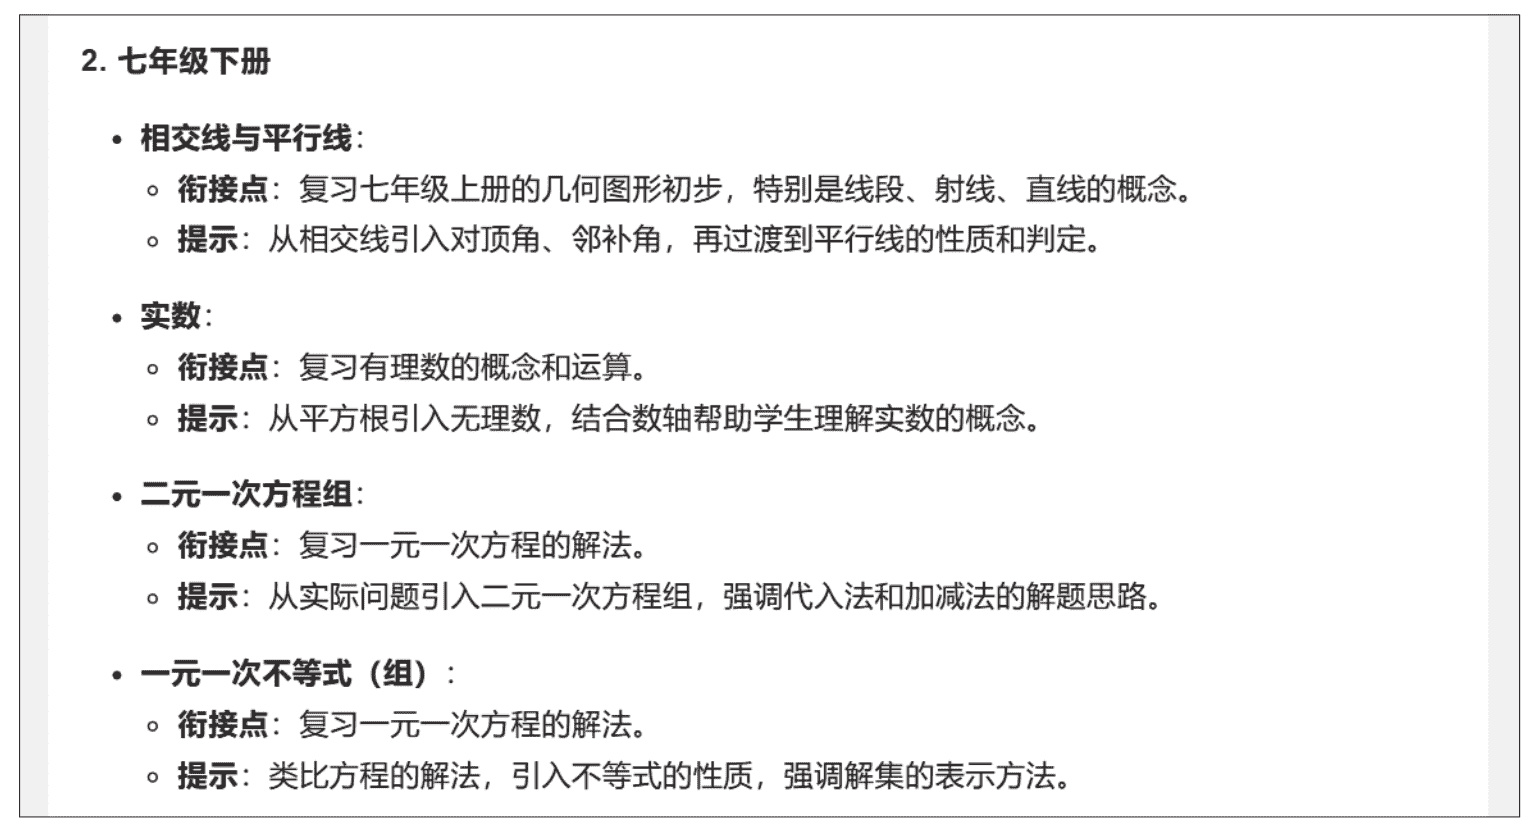 2. 七年级下册
• 相交线与平行线：
◦ 衔接点：复习七年级上册的几何图形初步，特别是线段、射线、直线的概念。
◦ 提示：从相交线引入对顶角、邻补角，再过渡到平行线的性质和判定。
• 实数：
◦ 衔接点：复习有理数的概念和运算。
◦ 提示：从平方根引入无理数，结合数轴帮助学生理解实数的概念。
• 二元一次方程组：
◦ 衔接点：复习一元一次方程的解法。
◦ 提示：从实际问题引入二元一次方程组，强调代入法和加减法的解题思路。
• 一元一次不等式（组）：
◦ 衔接点：复习一元一次方程的解法。
◦ 提示：类比方程的解法，引入不等式的性质，强调解集的表示方法。